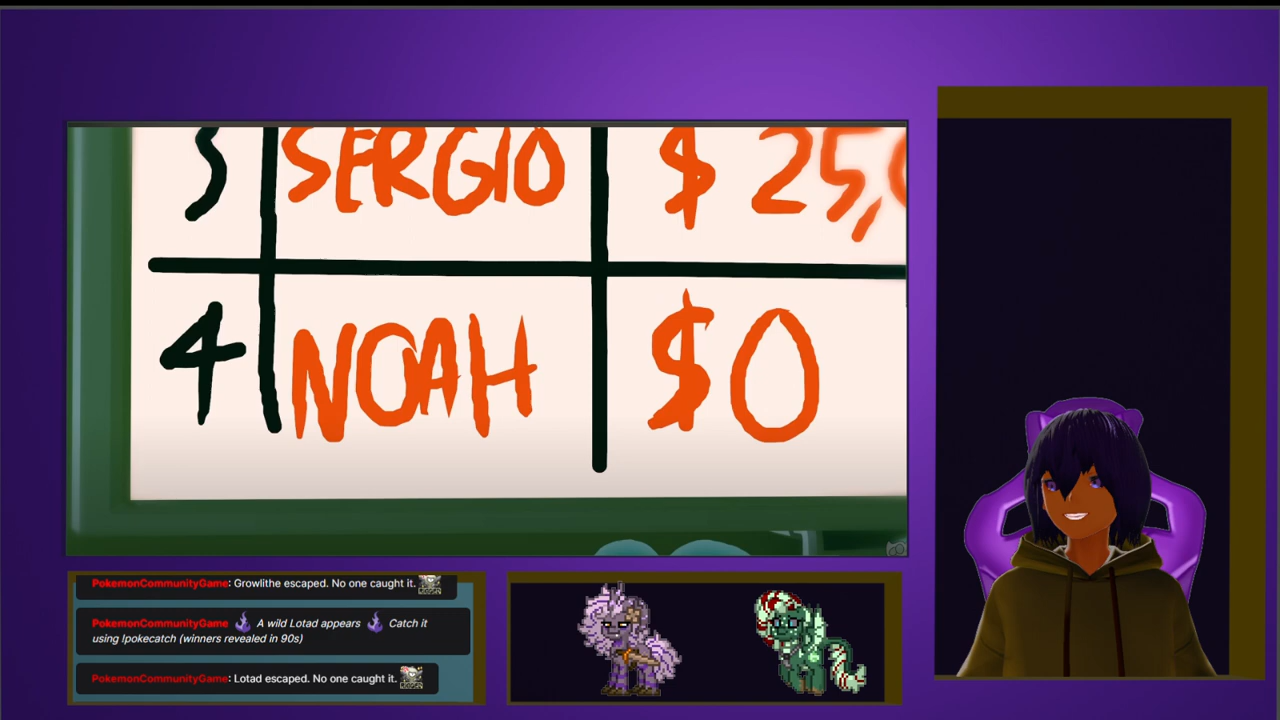 3 SERGIO $ 25,0
4 NOAH $0
PokemonCommunityGame: Growlithe escaped. No one caught it.
PokemonCommunityGame A wild Lotad appears Catch it
using !pokecatch (winners revealed in 90s)
PokemonCommunityGame: Lotad escaped. No one caught it.